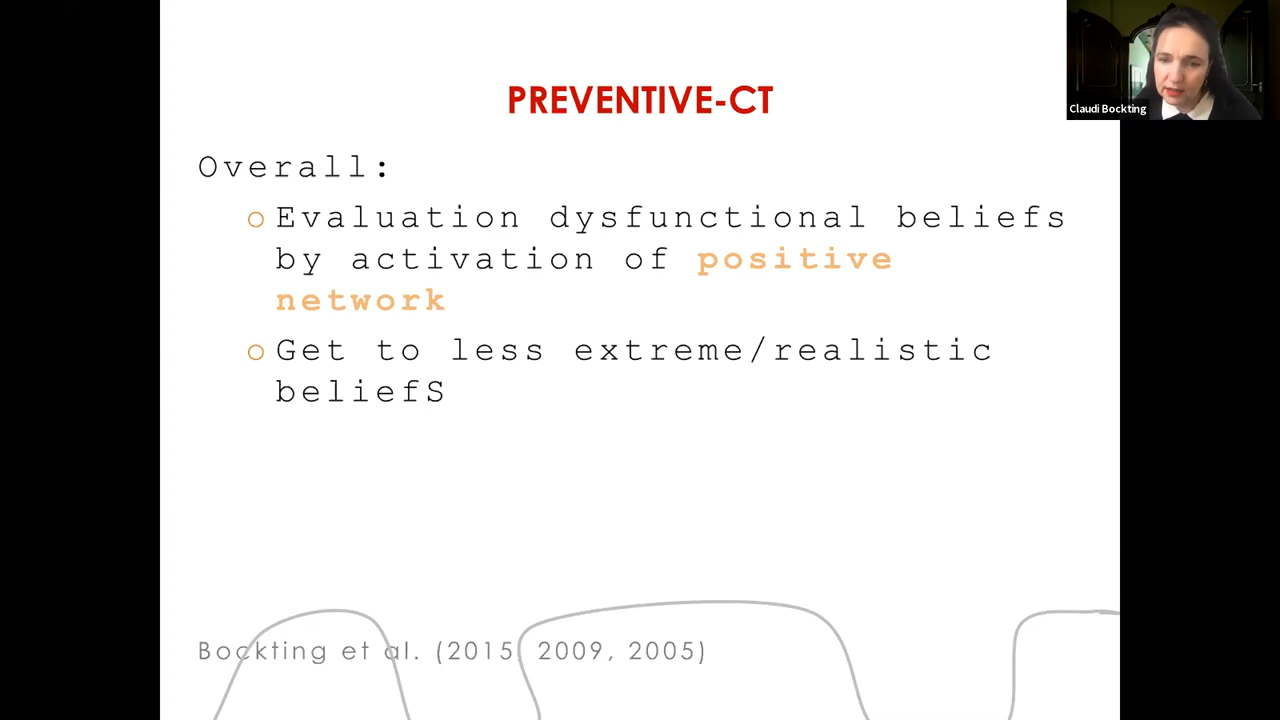 PREVENTIVE-CT
Claudi Bockting
Overall:
Evaluation dysfunctional beliefs
by activation of positive
network
Get to less extreme/realistic
beliefS
Bockting et al. (2015, 2009, 2005)